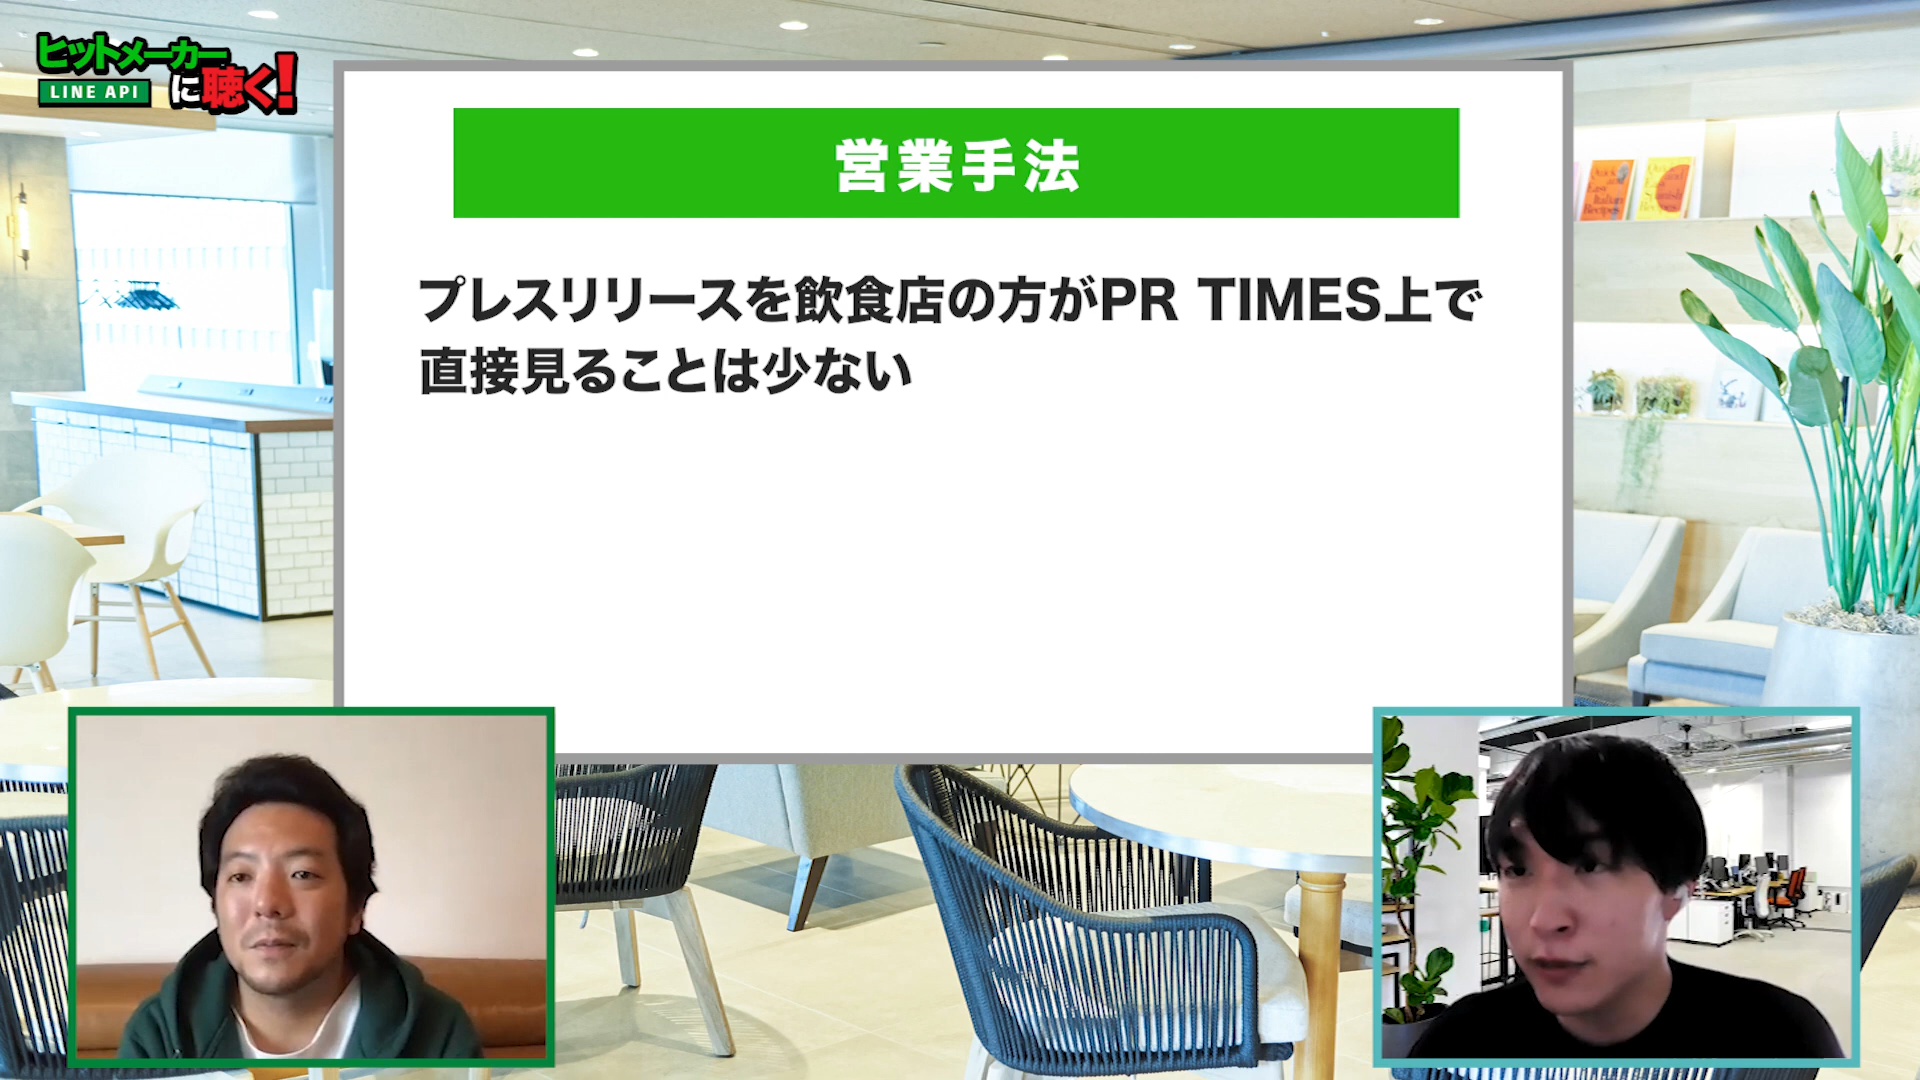 ヒットメーカー
に聴く!
LINE API
営業手法
プレスリリースを飲食店の方がPR TIMES上で
直接見ることは少ない